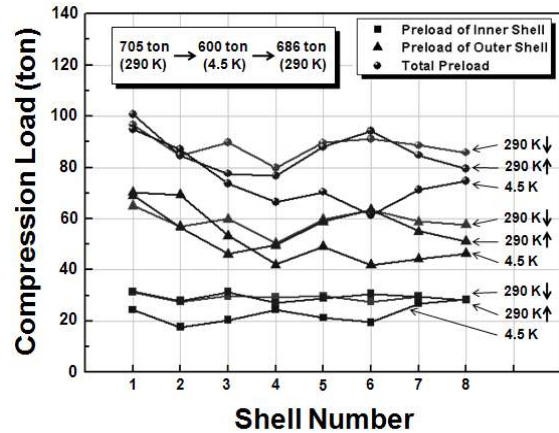 140
120
100
80
60
40
20
0
Compression Load (ton)
705 ton → 600 ton → 686 ton
(290 K) (4.5 K) (290 K)
Preload of Inner Shell
Preload of Outer Shell
Total Preload
290 K↓
290 K↑
4.5 K
290 K↓
290 K↑
4.5 K
290 K↓
290 K↑
4.5 K
1 2 3 4 5 6 7 8
Shell Number